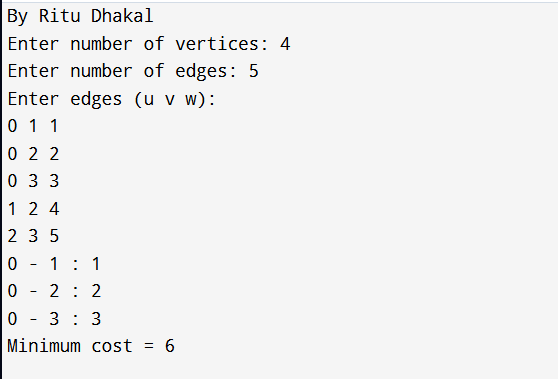 By Ritu Dhakal
Enter number of vertices: 4
Enter number of edges: 5
Enter edges (u v w):
0 1 1
0 2 2
0 3 3
1 2 4
2 3 5
0 - 1 : 1
0 - 2 : 2
0 - 3 : 3
Minimum cost = 6